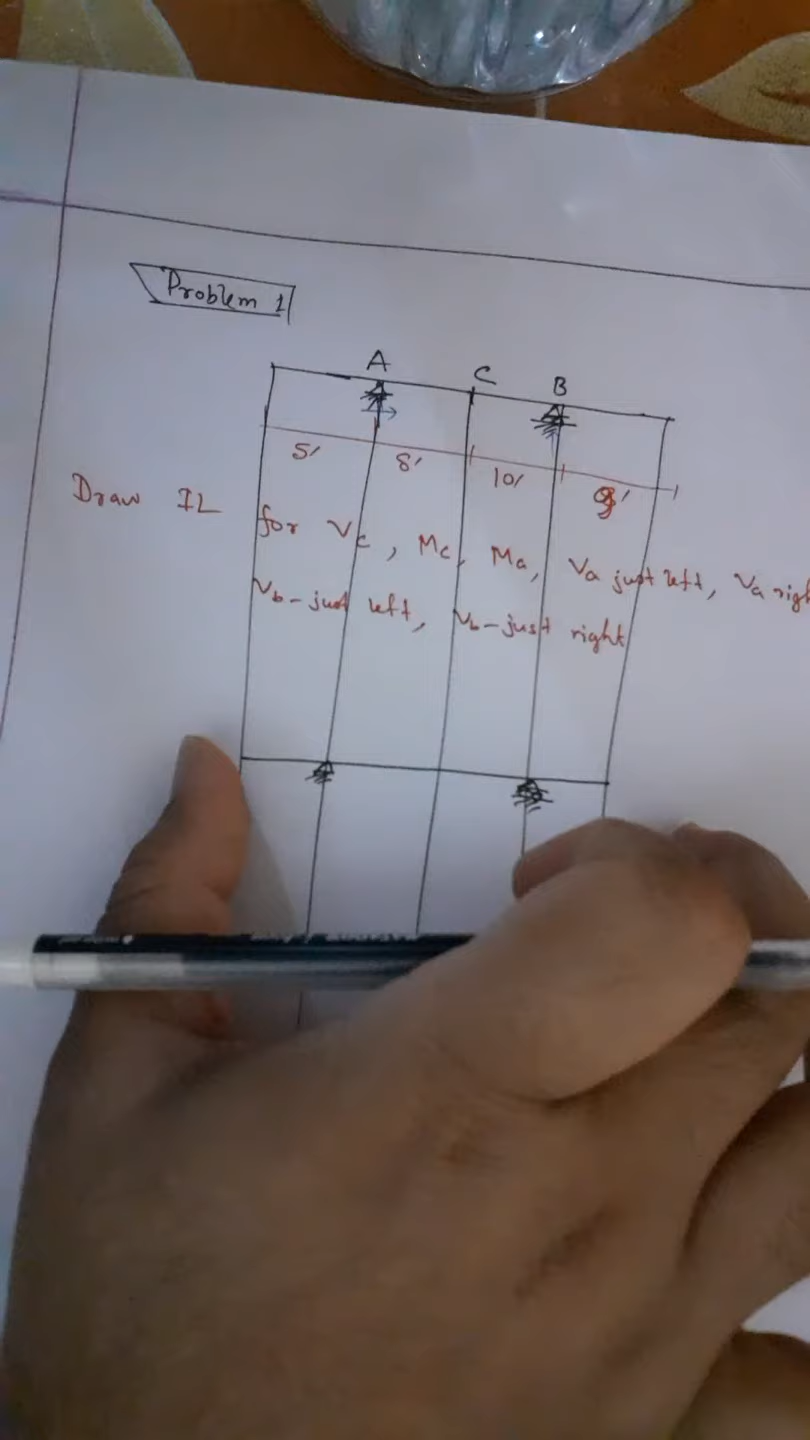 Problem 1
A C B
5' 8' 10'
Draw IL for Vc, Mc, Ma, Va just left, Va righ
Vb-just left, Vb-just right